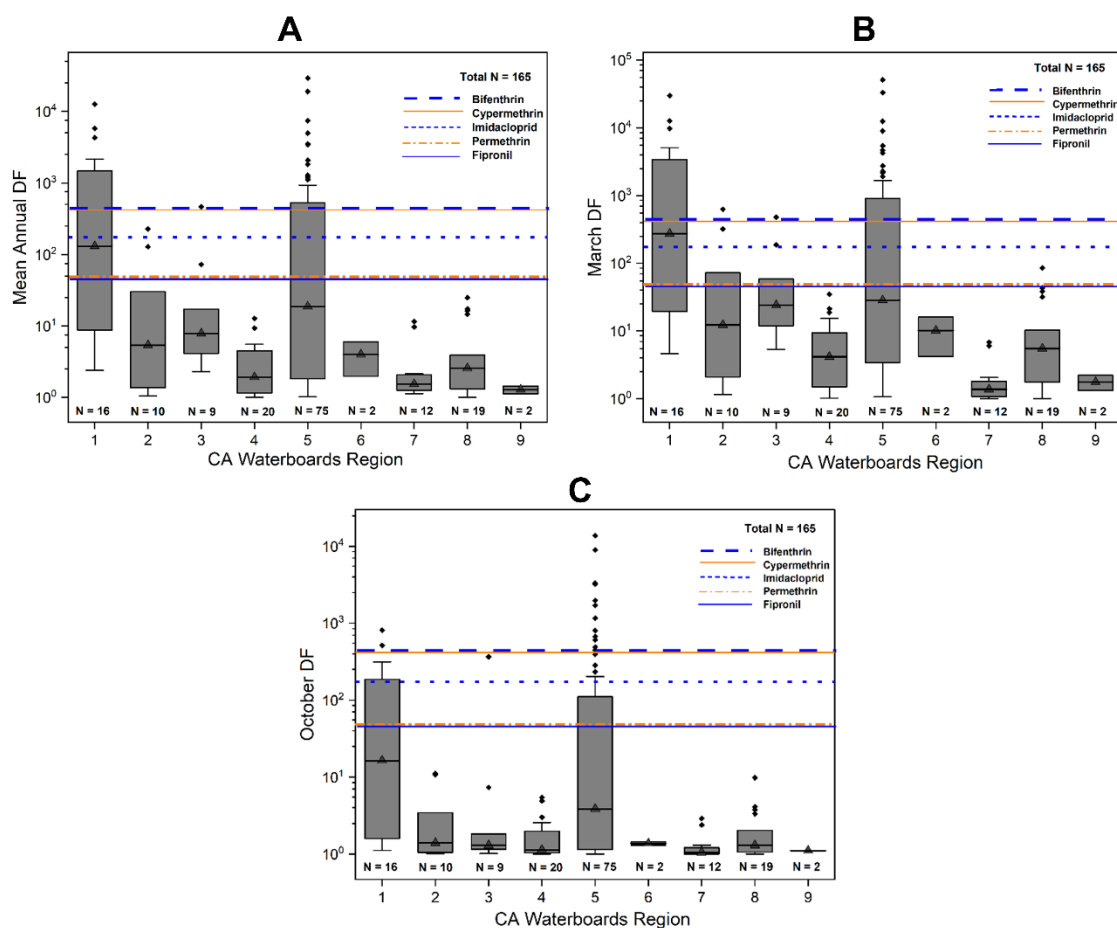 A
Mean Annual DF
10⁴
10³
10²
10¹
10⁰
Total N = 165
Bifenthrin
Cypermethrin
Imidacloprid
Permethrin
Fipronil
N = 16 N = 10 N = 9 N = 20 N = 75 N = 2 N = 12 N = 19 N = 2
1 2 3 4 5 6 7 8 9
CA Waterboards Region
B
March DF
10⁵
10⁴
10³
10²
10¹
10⁰
Total N = 165
Bifenthrin
Cypermethrin
Imidacloprid
Permethrin
Fipronil
N = 16 N = 10 N = 9 N = 20 N = 75 N = 2 N = 12 N = 19 N = 2
1 2 3 4 5 6 7 8 9
CA Waterboards Region
C
October DF
10⁴
10³
10²
10¹
10⁰
Total N = 165
Bifenthrin
Cypermethrin
Imidacloprid
Permethrin
Fipronil
N = 16 N = 10 N = 9 N = 20 N = 75 N = 2 N = 12 N = 19 N = 2
1 2 3 4 5 6 7 8 9
CA Waterboards Region